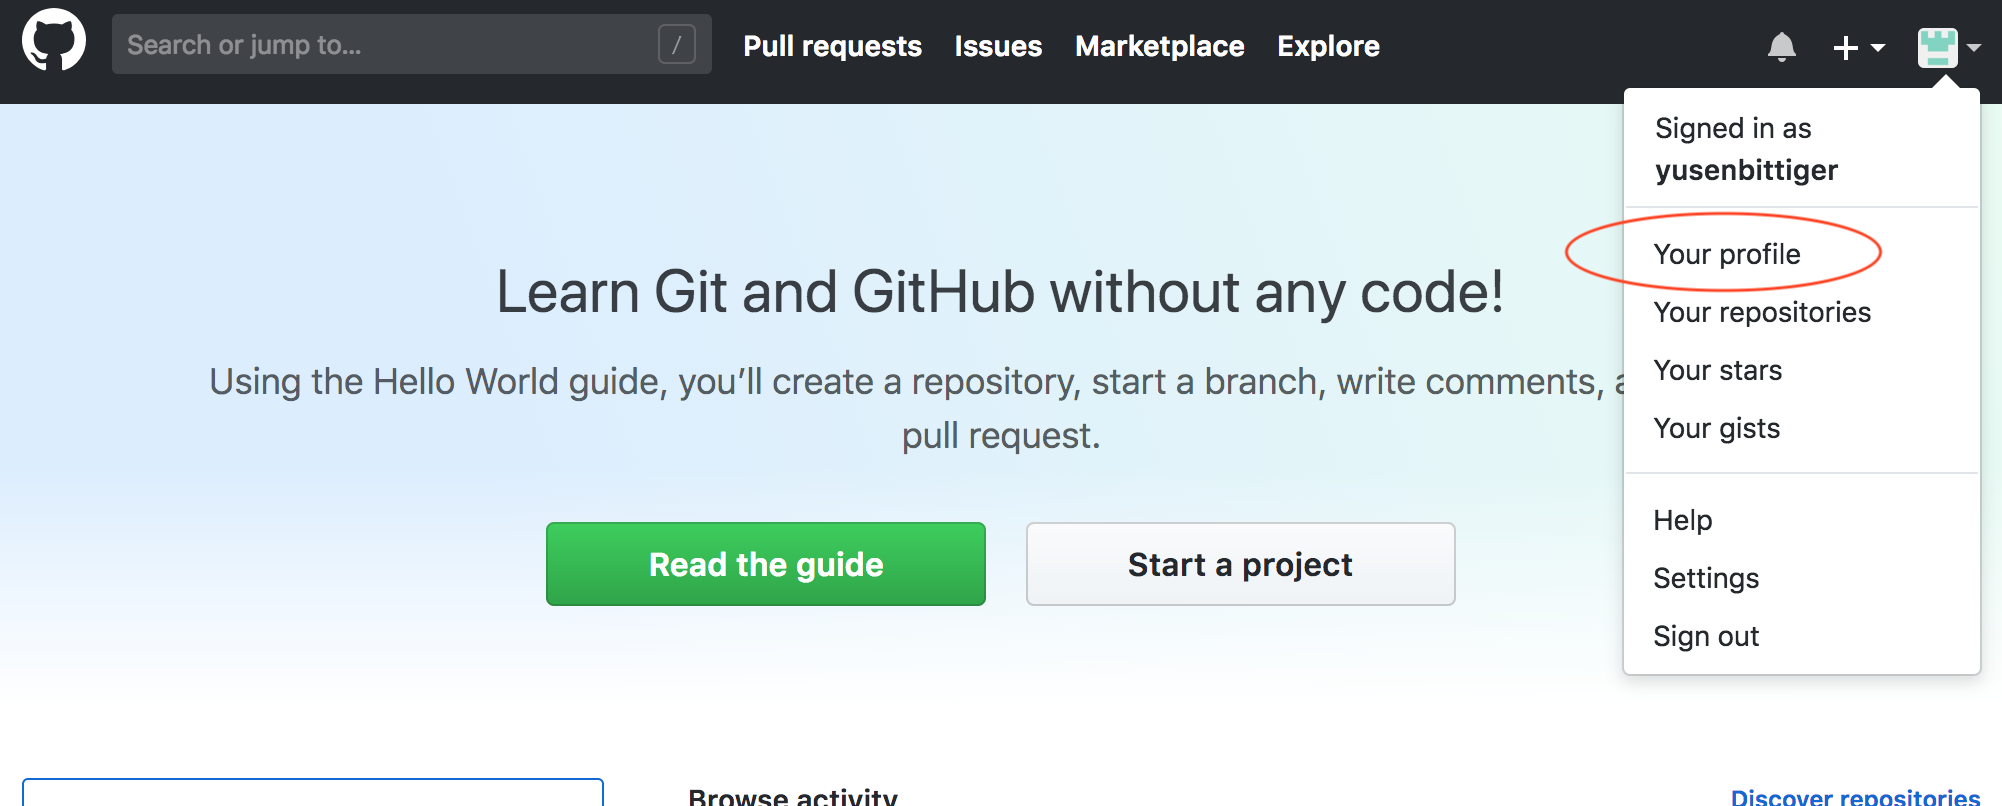 Search or jump to... /
Pull requests Issues Marketplace Explore
Signed in as
yusenbittiger
Your profile
Your repositories
Your stars
Your gists
Help
Settings
Sign out
Learn Git and GitHub without any code!
Using the Hello World guide, you’ll create a repository, start a branch, write comments,
pull request.
Read the guide
Start a project
Browse activity
Discover repositories